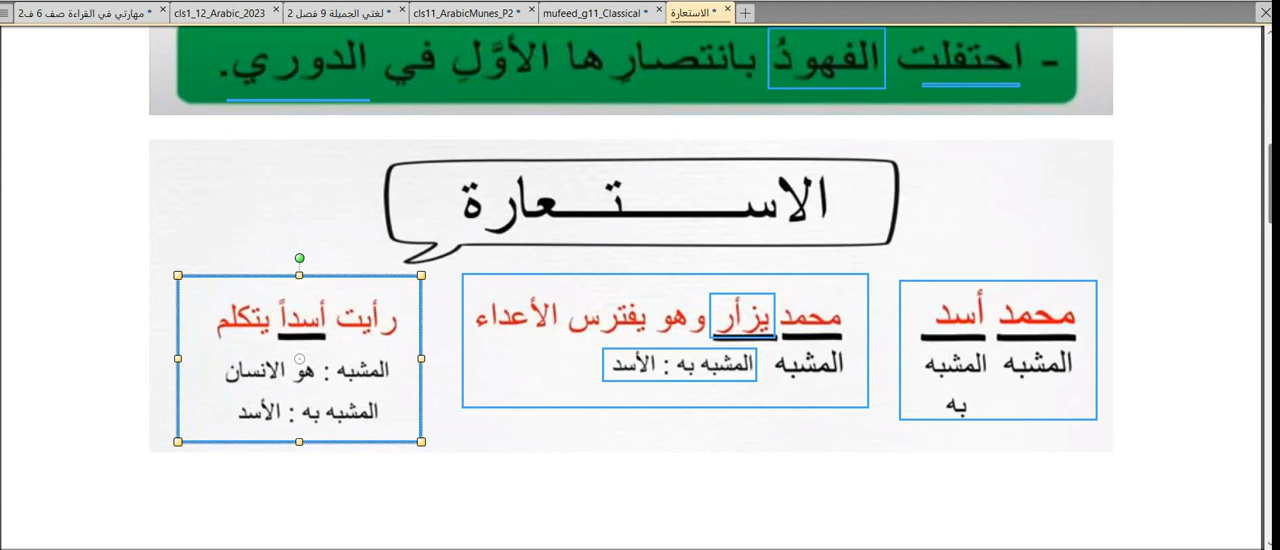 مهارتي في القراءة صف 6 ف2 *
cls1_12_Arabic_2023
لغتي الجميلة 9 فصل 2 *
cls11_ArabicMunes_P2 *
mufeed_g11_Classical *
الاستعارة *
- احتفلت الفهودُ بانتصارِها الأوَّلِ في الدوري.
الاستعارة
محمد أسد
المشبه المشبه به
محمد يزأر وهو يفترس الأعداء
المشبه المشبه به : الأسد
رأيت أسداً يتكلم
المشبه : هو الانسان
المشبه به : الأسد